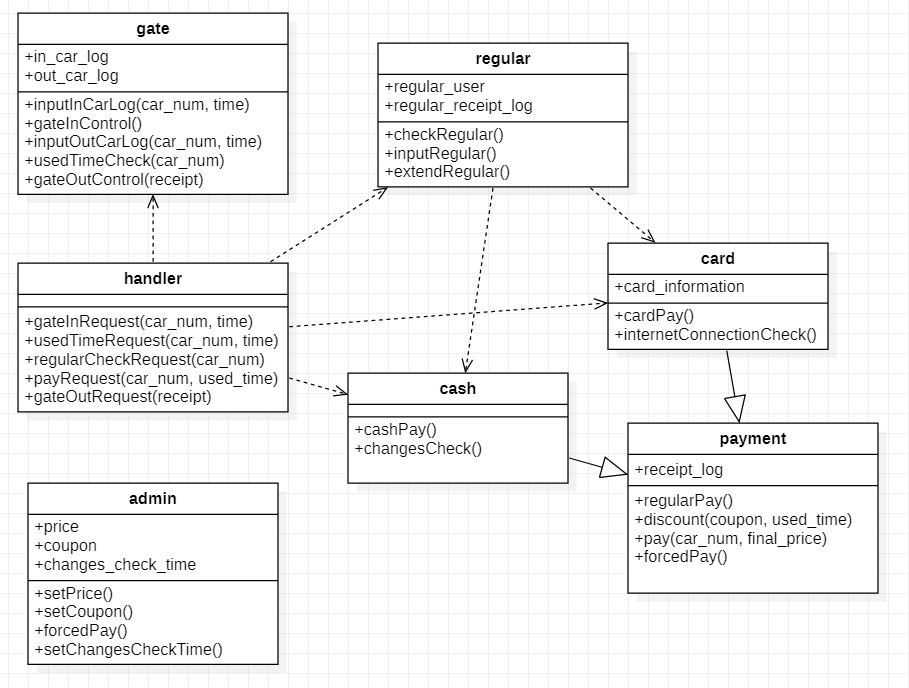 gate
+in_car_log
+out_car_log
+inputInCarLog(car_num, time)
+gateInControl()
+inputOutCarLog(car_num, time)
+usedTimeCheck(car_num)
+gateOutControl(receipt)
regular
+regular_user
+regular_receipt_log
+checkRegular()
+inputRegular()
+extendRegular()
handler
+gateInRequest(car_num, time)
+usedTimeRequest(car_num, time)
+regularCheckRequest(car_num)
+payRequest(car_num, used_time)
+gateOutRequest(receipt)
card
+card_information
+cardPay()
+internetConnectionCheck()
cash
+cashPay()
+changesCheck()
payment
+receipt_log
+regularPay()
+discount(coupon, used_time)
+pay(car_num, final_price)
+forcedPay()
admin
+price
+coupon
+changes_check_time
+setPrice()
+setCoupon()
+forcedPay()
+setChangesCheckTime()